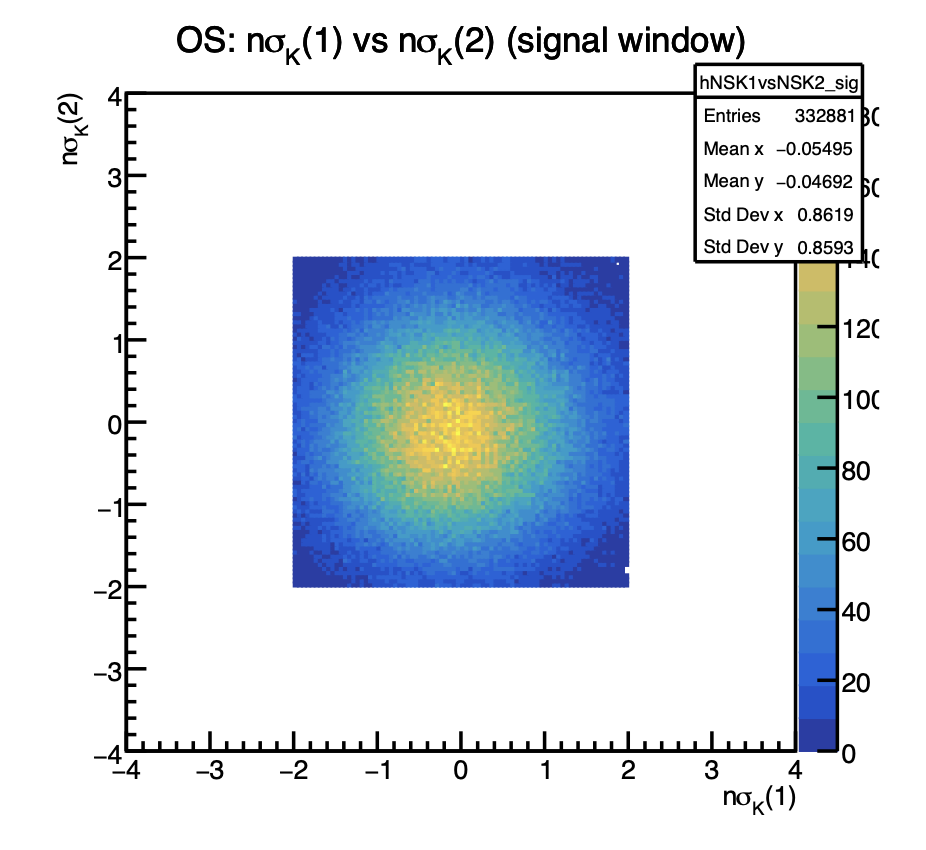 OS: nσK(1) vs nσK(2) (signal window)
hNSK1vsNSK2_sig
Entries 332881
Mean x −0.05495
Mean y −0.04692
Std Dev x 0.8619
Std Dev y 0.8593
nσK(2)
4
3
2
1
0
−1
−2
−3
−4
−4 −3 −2 −1 0 1 2 3 4
nσK(1)
120
100
80
60
40
20
0